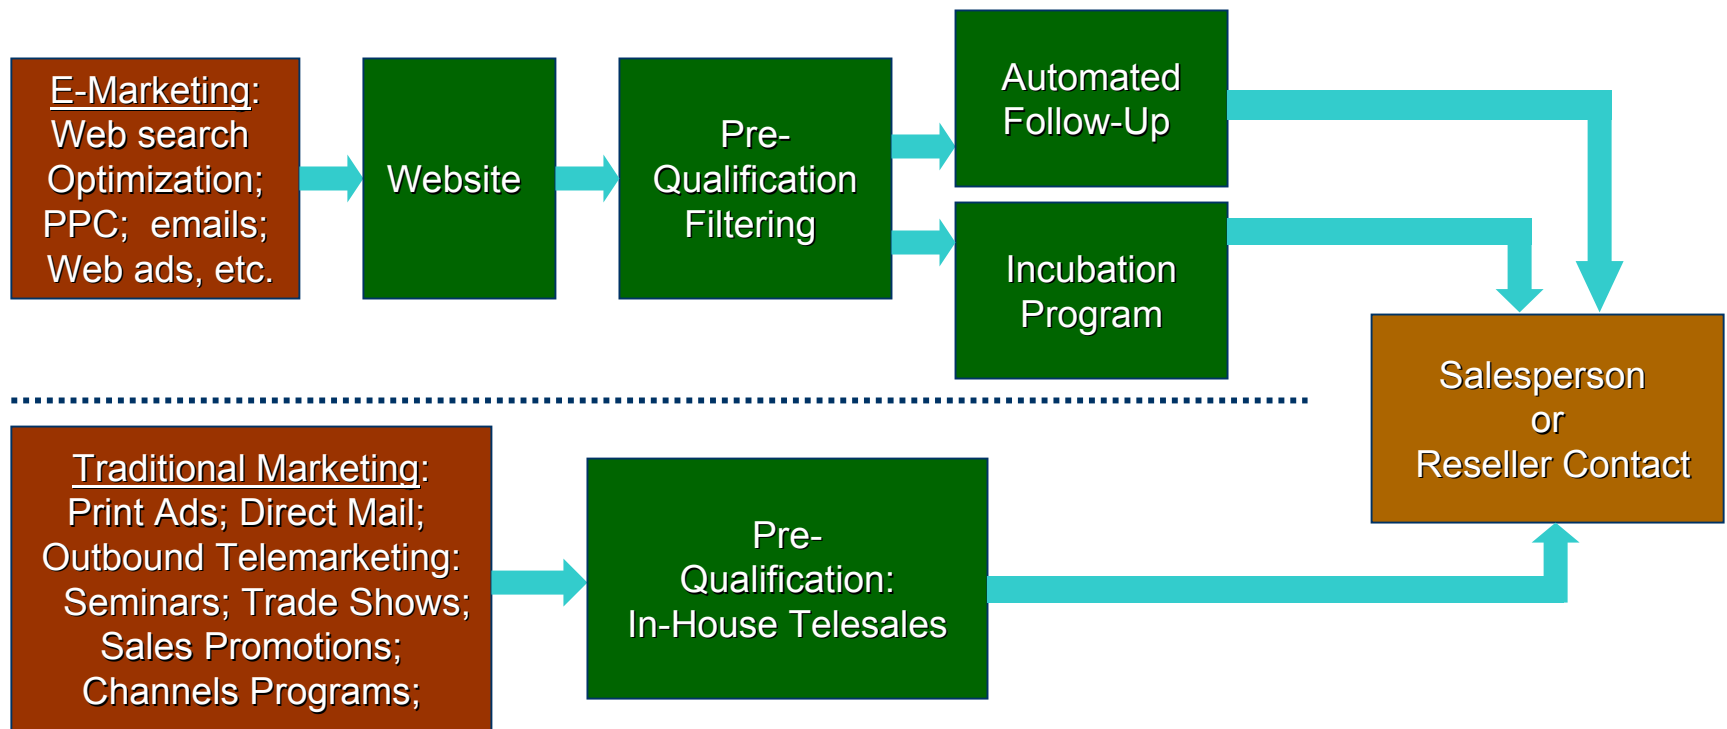 E-Marketing:
Web search
Optimization;
PPC; emails;
Web ads, etc.
Website
Pre-
Qualification
Filtering
Automated
Follow-Up
Incubation
Program
Salesperson
or
Reseller Contact
Traditional Marketing:
Print Ads; Direct Mail;
Outbound Telemarketing:
Seminars; Trade Shows;
Sales Promotions;
Channels Programs;
Pre-
Qualification:
In-House Telesales